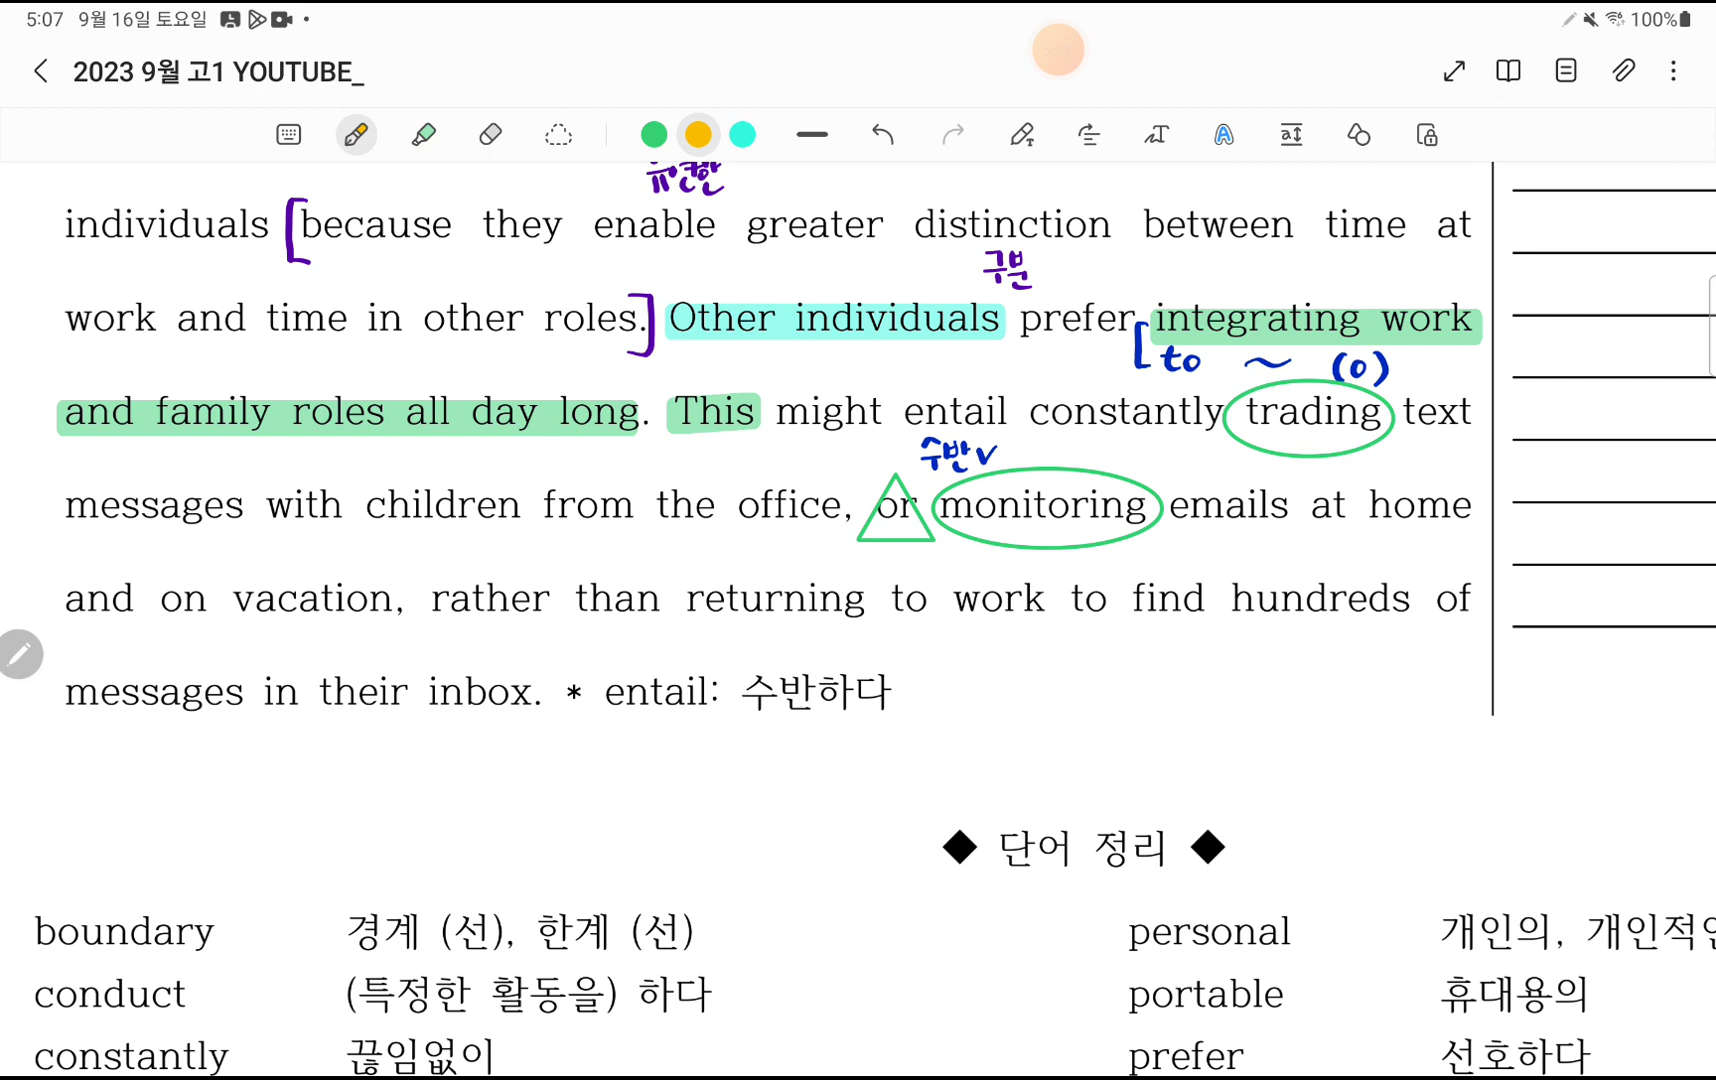 5:07 9월 16일 토요일 100%
2023 9월 고1 YOUTUBE_
individuals [because they enable greater distinction between time at
구분
work and time in other roles.] Other individuals prefer [integrating work
to ~ (o)
and family roles all day long. This might entail constantly trading text
수반v
messages with children from the office, or monitoring emails at home
and on vacation, rather than returning to work to find hundreds of
messages in their inbox. * entail: 수반하다
◆ 단어 정리 ◆
boundary 경계 (선), 한계 (선) personal 개인의, 개인적인
conduct (특정한 활동을) 하다 portable 휴대용의
constantly 끊임없이 prefer 선호하다